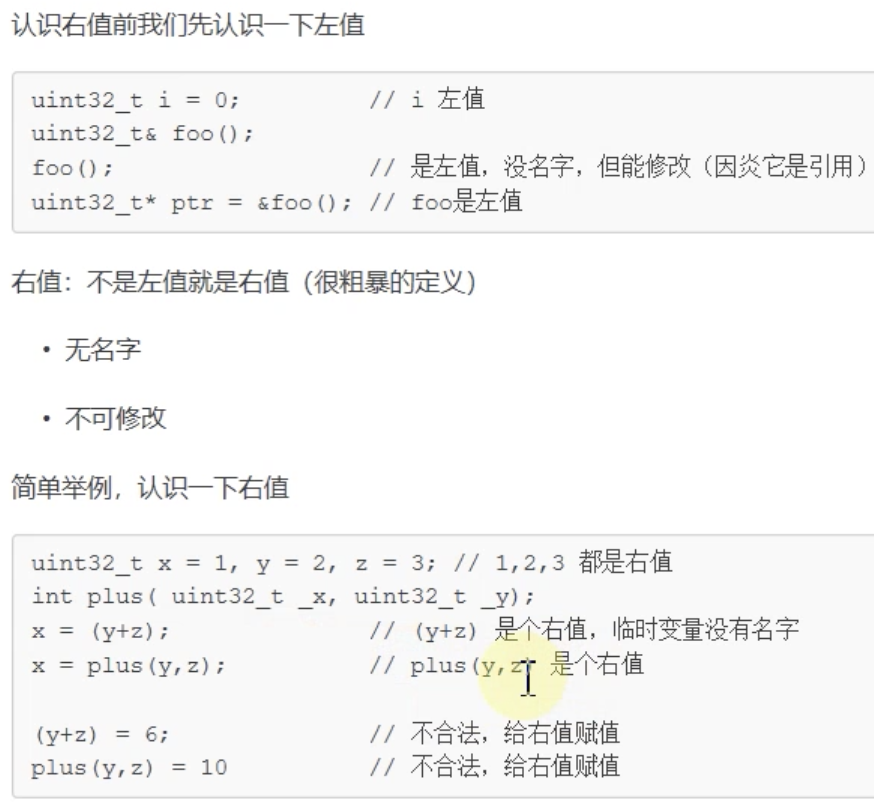 认识右值前我们先认识一下左值
uint32_t i = 0; // i 左值
uint32_t& foo();
foo(); // 是左值，没名字，但能修改（因炎它是引用）
uint32_t* ptr = &foo(); // foo是左值
右值：不是左值就是右值（很粗暴的定义）
• 无名字
• 不可修改
简单举例，认识一下右值
uint32_t x = 1, y = 2, z = 3; // 1,2,3 都是右值
int plus( uint32_t _x, uint32_t _y);
x = (y+z); // (y+z) 是个右值，临时变量没有名字
x = plus(y,z); // plus(y,z) 是个右值
(y+z) = 6; // 不合法，给右值赋值
plus(y,z) = 10 // 不合法，给右值赋值